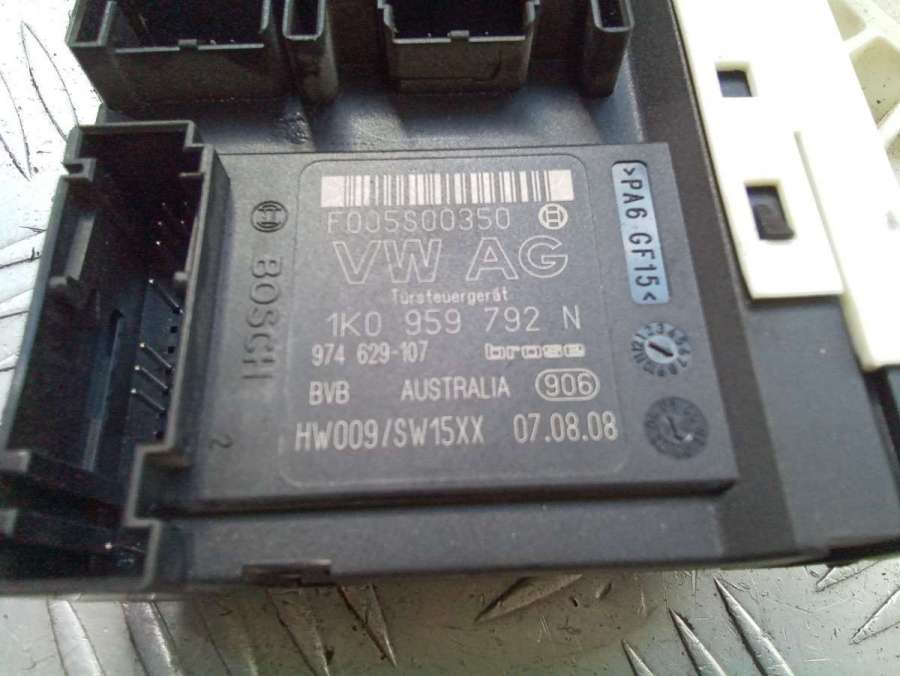 F005S00350
VW AG
Türsteuergerät
1K0 959 792 N
974 629-107 brose
BVB AUSTRALIA 906
HW009/SW15XX 07.08.08
BOSCH
2
>PA6 GF15<